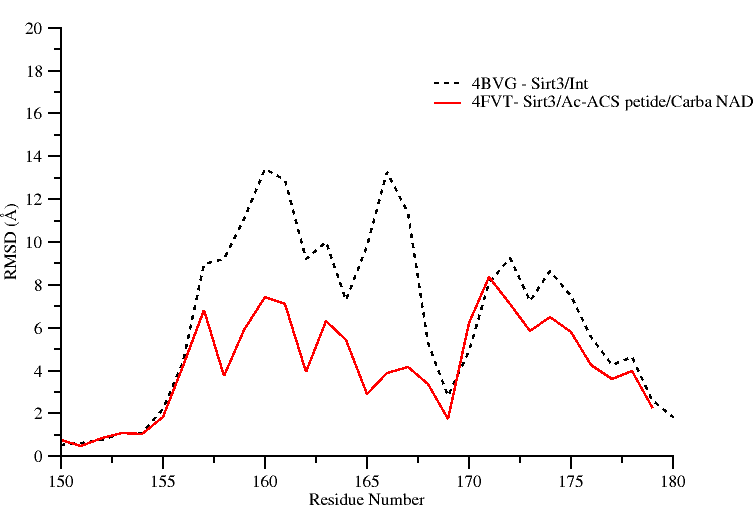 20
18
16
14
12
10
8
6
4
2
0
RMSD (Å)
4BVG - Sirt3/Int
4FVT- Sirt3/Ac-ACS petide/Carba NAD
150 155 160 165 170 175 180
Residue Number